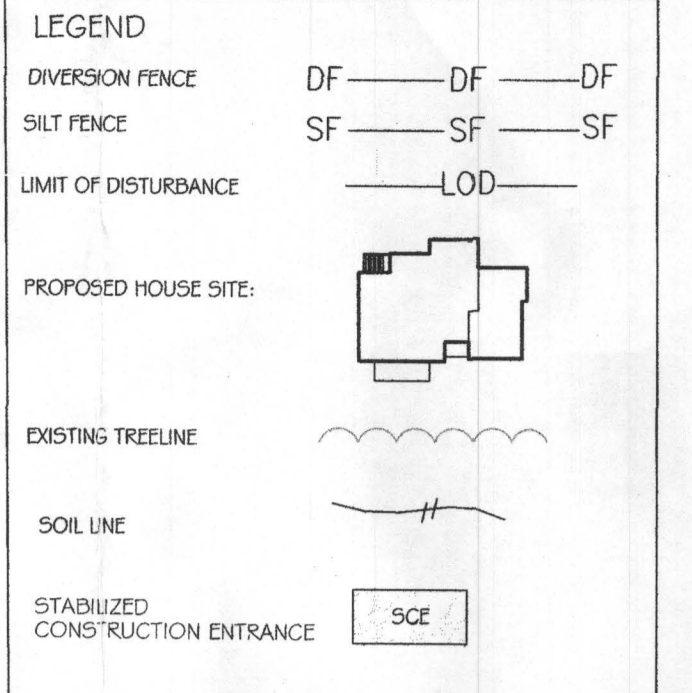 LEGEND
DIVERSION FENCE DF DF DF
SILT FENCE SF SF SF
LIMIT OF DISTURBANCE LOD
PROPOSED HOUSE SITE:
EXISTING TREELINE
SOIL LINE
STABILIZED
CONSTRUCTION ENTRANCE SCE